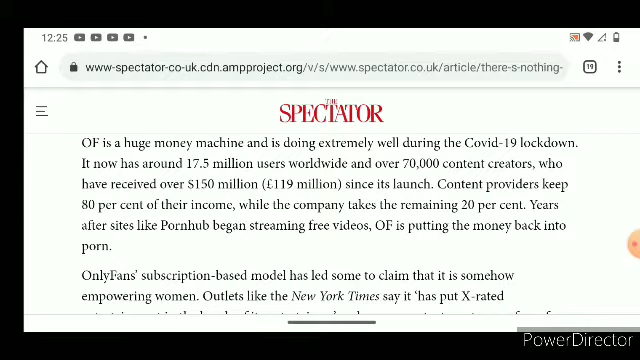 12:25
www-spectator-co-uk.cdn.ampproject.org/v/s/www.spectator.co.uk/article/there-s-nothing-
19
THE
SPECTATOR
OF is a huge money machine and is doing extremely well during the Covid-19 lockdown.
It now has around 17.5 million users worldwide and over 70,000 content creators, who
have received over $150 million (£119 million) since its launch. Content providers keep
80 per cent of their income, while the company takes the remaining 20 per cent. Years
after sites like Pornhub began streaming free videos, OF is putting the money back into
porn.
OnlyFans' subscription-based model has led some to claim that it is somehow
empowering women. Outlets like the New York Times say it ‘has put X-rated
PowerDirector